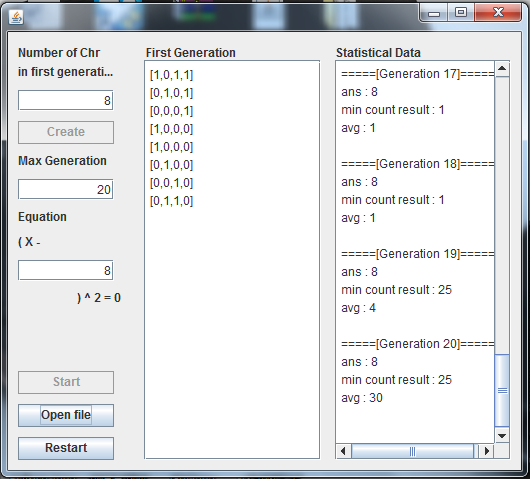 Number of Chr
in first generati...
8
Create
Max Generation
20
Equation
( X -
8
) ^ 2 = 0
Start
Open file
Restart
First Generation
[1,0,1,1]
[0,1,0,1]
[0,0,0,1]
[1,0,0,0]
[1,0,0,0]
[0,1,0,0]
[0,0,1,0]
[0,1,1,0]
Statistical Data
=====[Generation 17]=====
ans : 8
min count result : 1
avg : 1
=====[Generation 18]=====
ans : 8
min count result : 1
avg : 1
=====[Generation 19]=====
ans : 8
min count result : 25
avg : 4
=====[Generation 20]=====
ans : 8
min count result : 25
avg : 30